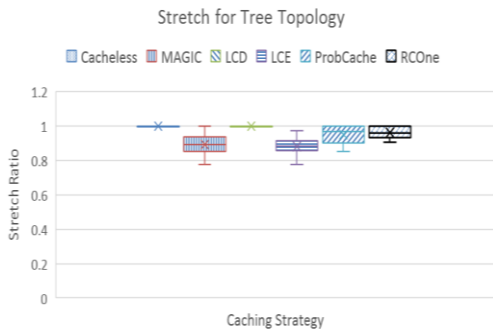 Stretch for Tree Topology
Cacheless MAGIC LCD LCE ProbCache RCOne
1.2
1
0.8
0.6
0.4
0.2
0
Stretch Ratio
Caching Strategy